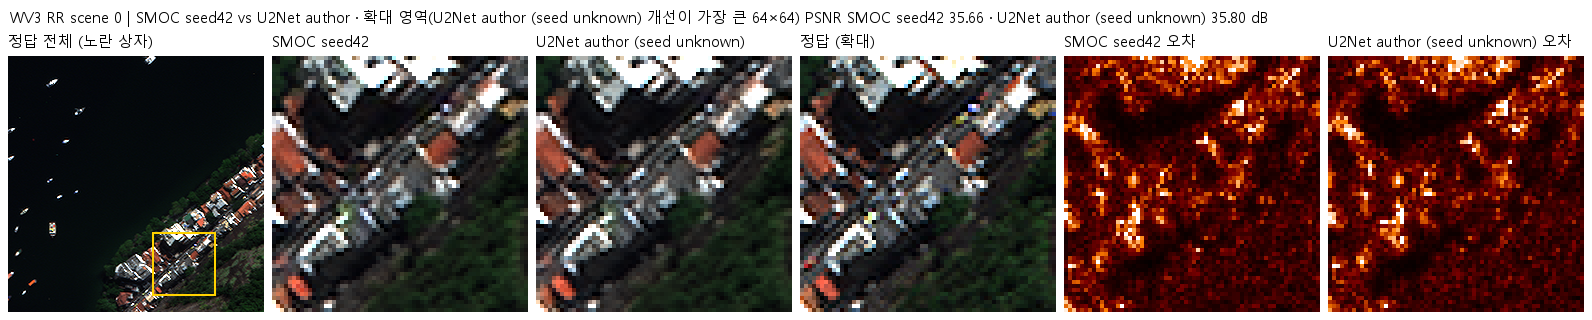 WV3 RR scene 0 | SMOC seed42 vs U2Net author · 확대 영역(U2Net author (seed unknown) 개선이 가장 큰 64×64) PSNR SMOC seed42 35.66 · U2Net author (seed unknown) 35.80 dB
정답 전체 (노란 상자)
SMOC seed42
U2Net author (seed unknown)
정답 (확대)
SMOC seed42 오차
U2Net author (seed unknown) 오차